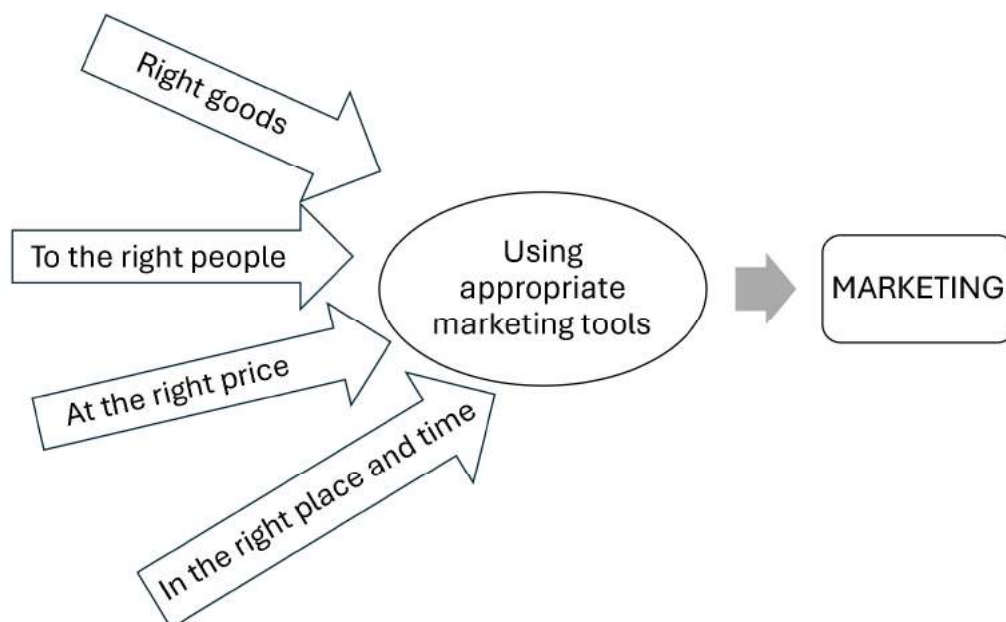 Right goods
To the right people
At the right price
In the right place and time
Using
appropriate
marketing tools
MARKETING